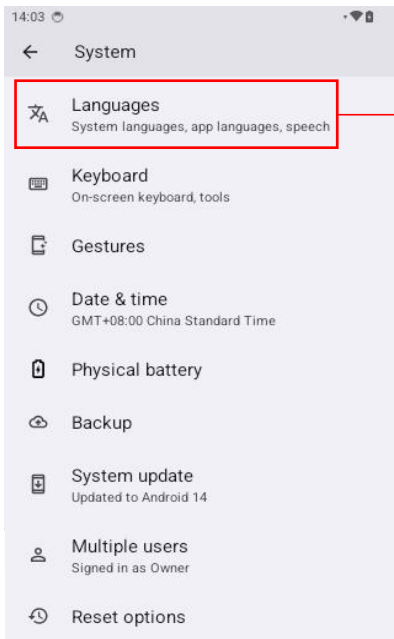 14:03
System
Languages
System languages, app languages, speech
Keyboard
On-screen keyboard, tools
Gestures
Date & time
GMT+08:00 China Standard Time
Physical battery
Backup
System update
Updated to Android 14
Multiple users
Signed in as Owner
Reset options